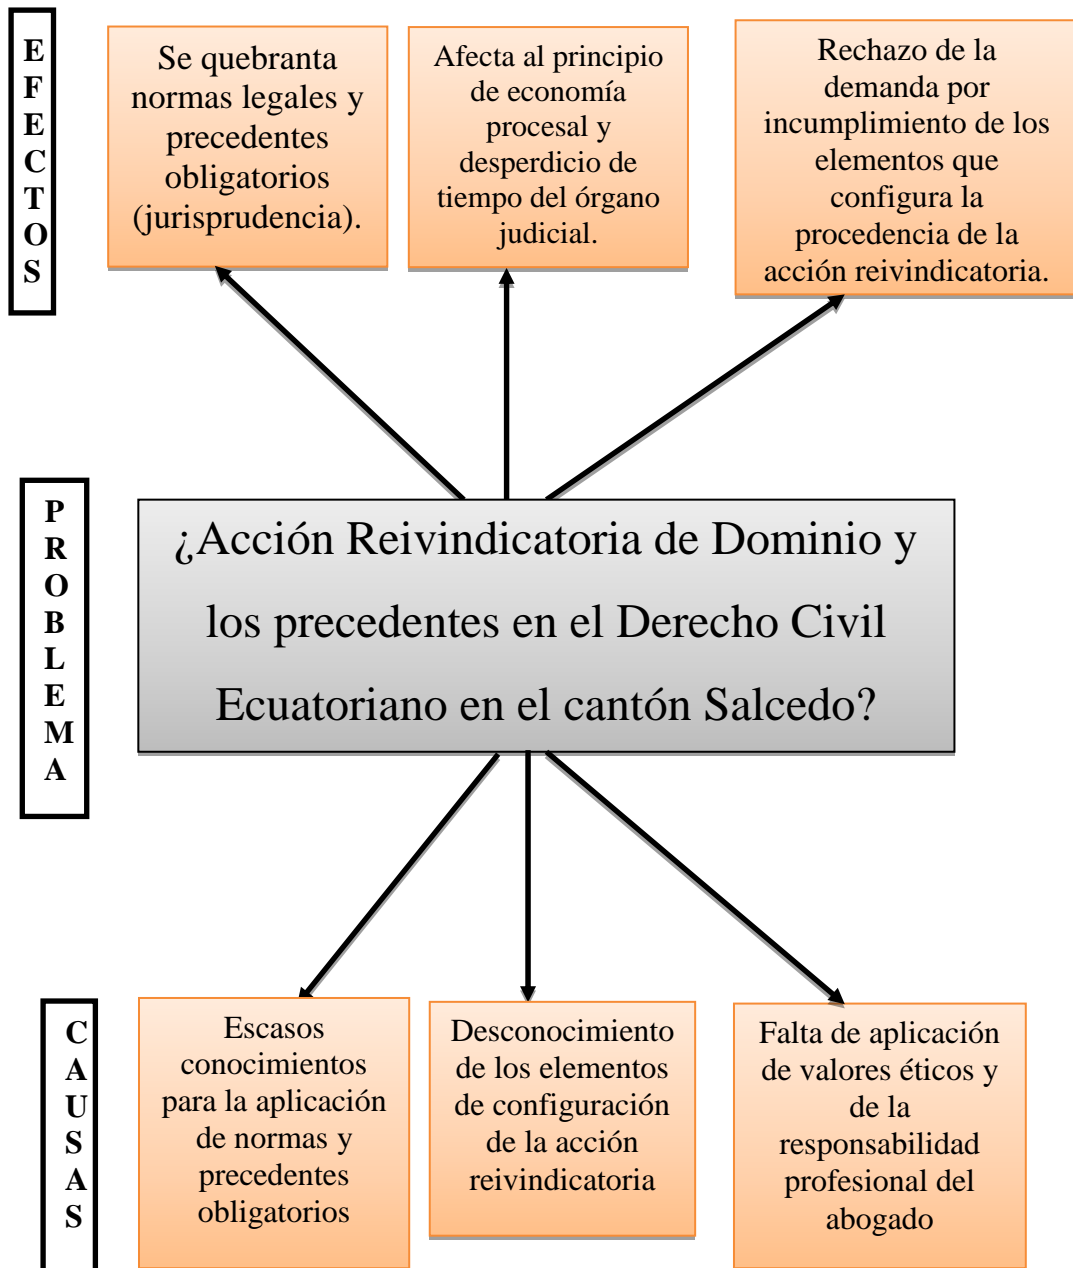 EFECTOS
Se quebranta
normas legales y
precedentes
obligatorios
(jurisprudencia).
Afecta al principio
de economía
procesal y
desperdicio de
tiempo del órgano
judicial.
Rechazo de la
demanda por
incumplimiento de los
elementos que
configura la
procedencia de la
acción reivindicatoria.
PROBLEMA
¿Acción Reivindicatoria de Dominio y
los precedentes en el Derecho Civil
Ecuatoriano en el cantón Salcedo?
CAUSAS
Escasos
conocimientos
para la aplicación
de normas y
precedentes
obligatorios
Desconocimiento
de los elementos
de configuración
de la acción
reivindicatoria
Falta de aplicación
de valores éticos y
de la
responsabilidad
profesional del
abogado